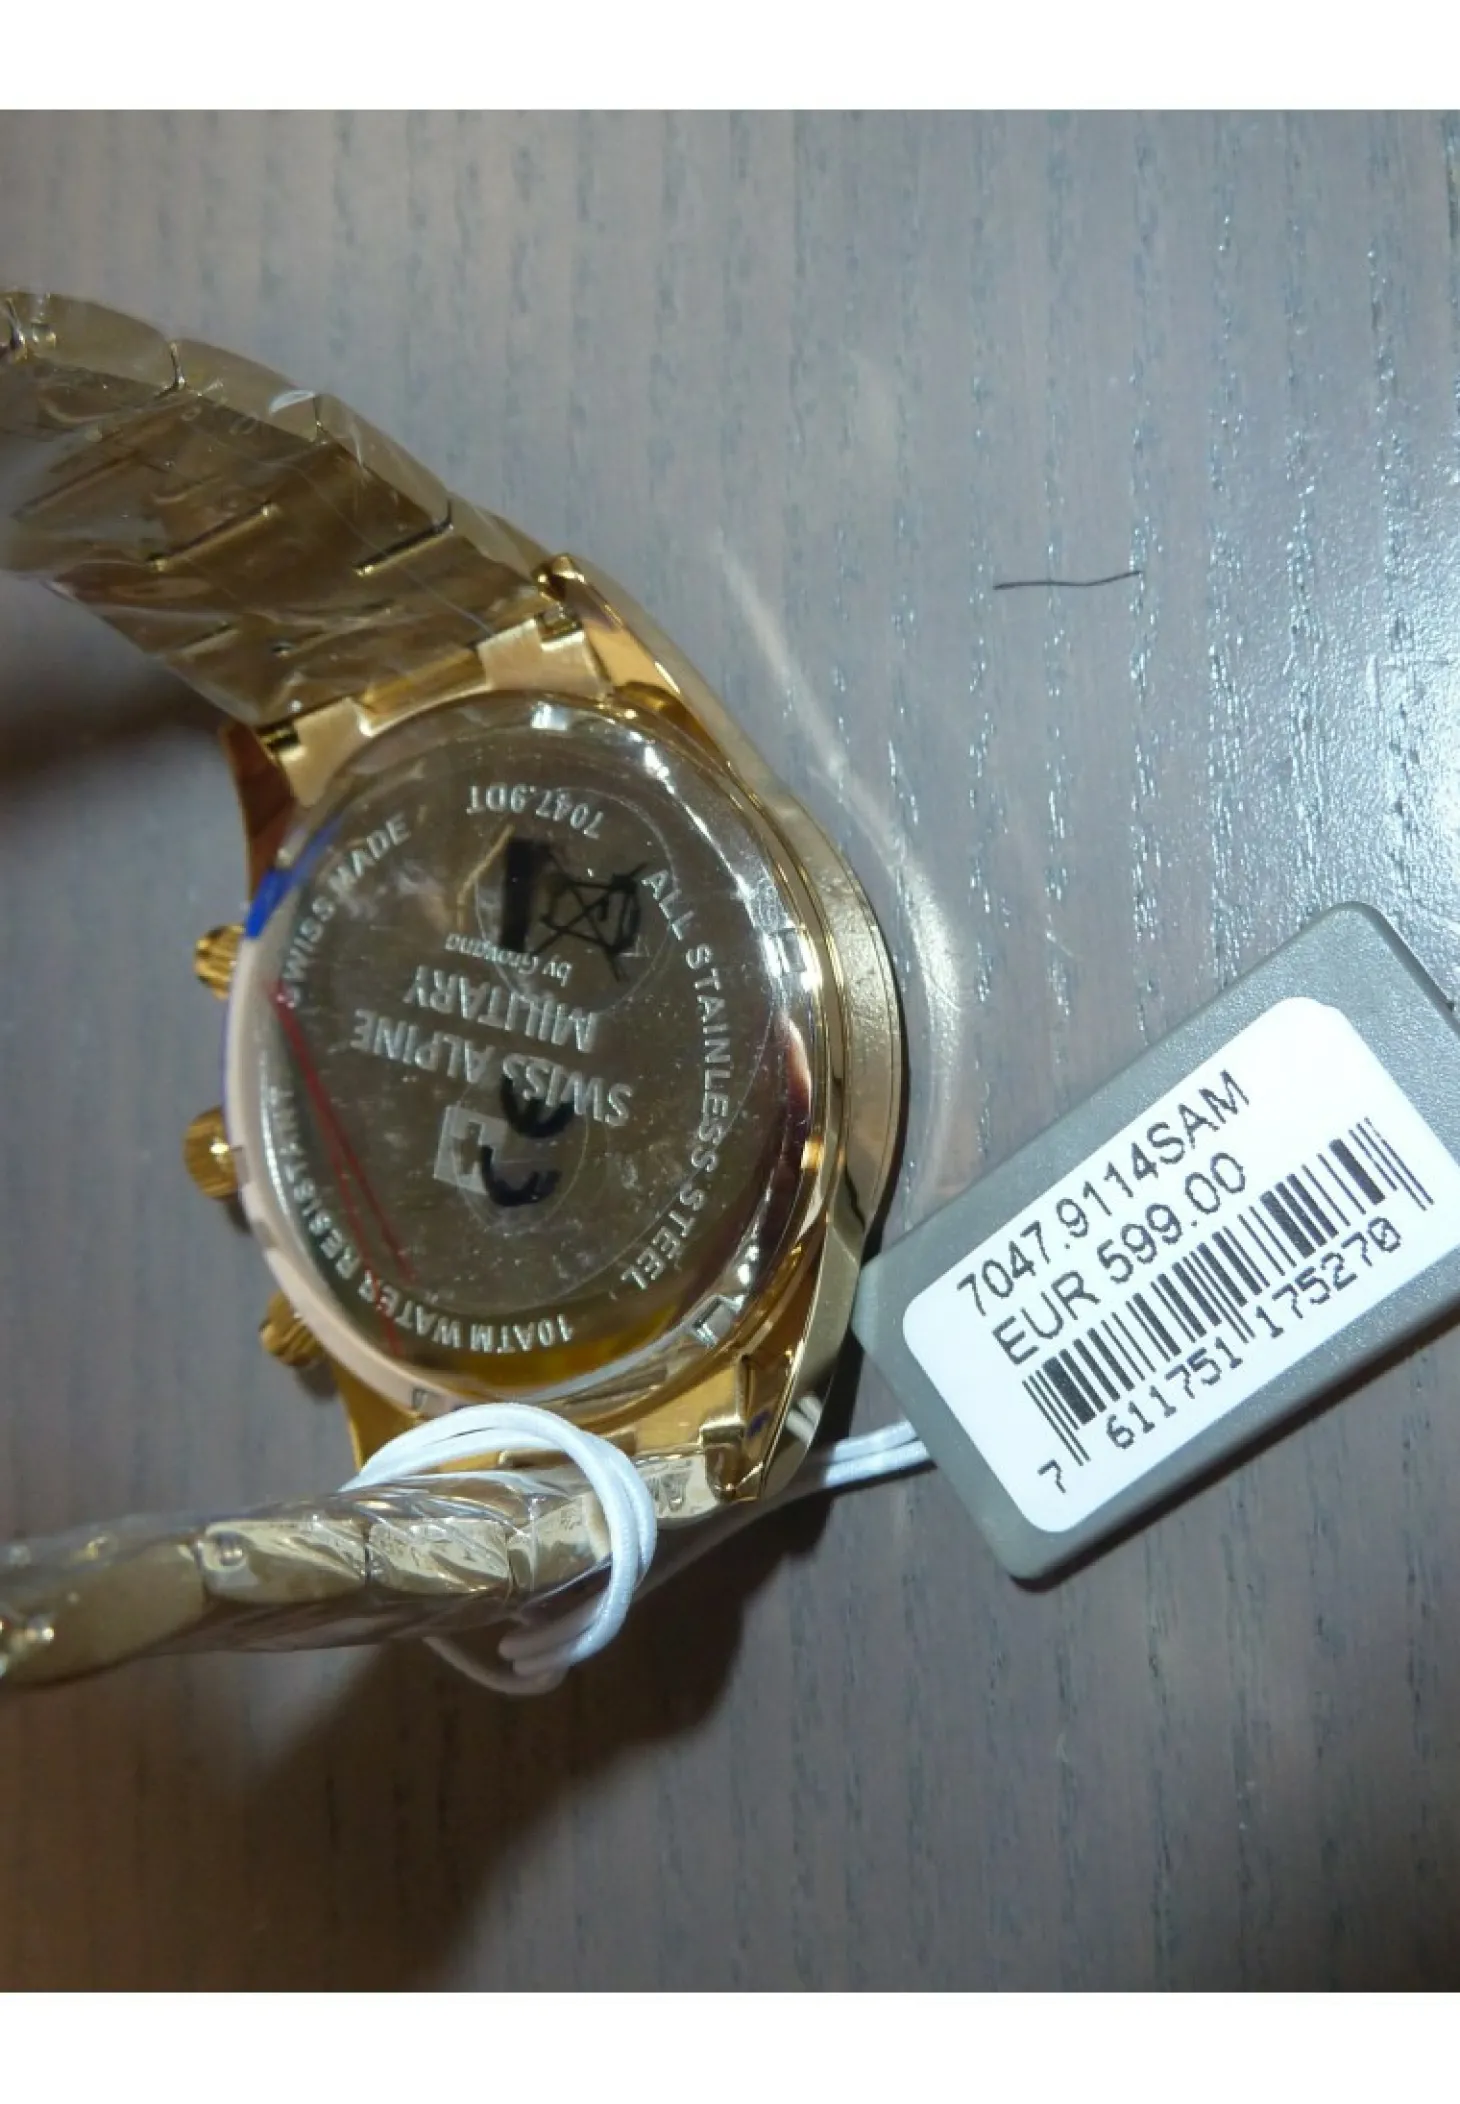 7047.9DT
ALL STAINLESS STEEL
10ATM WATER RESISTANT
SWISS MADE
SWISS ALPINE
MILITARY
by Grovana
CE
7047.9114SAM
EUR 599.00
7 611751 175270